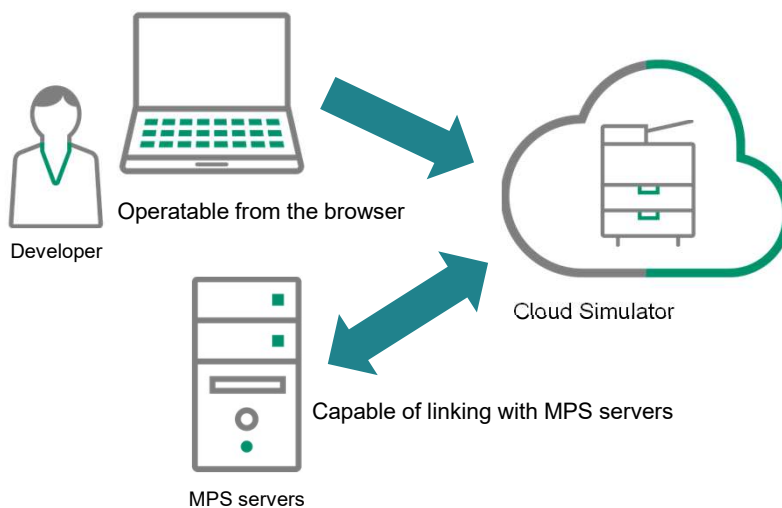 Operatable from the browser
Developer
Cloud Simulator
Capable of linking with MPS servers
MPS servers